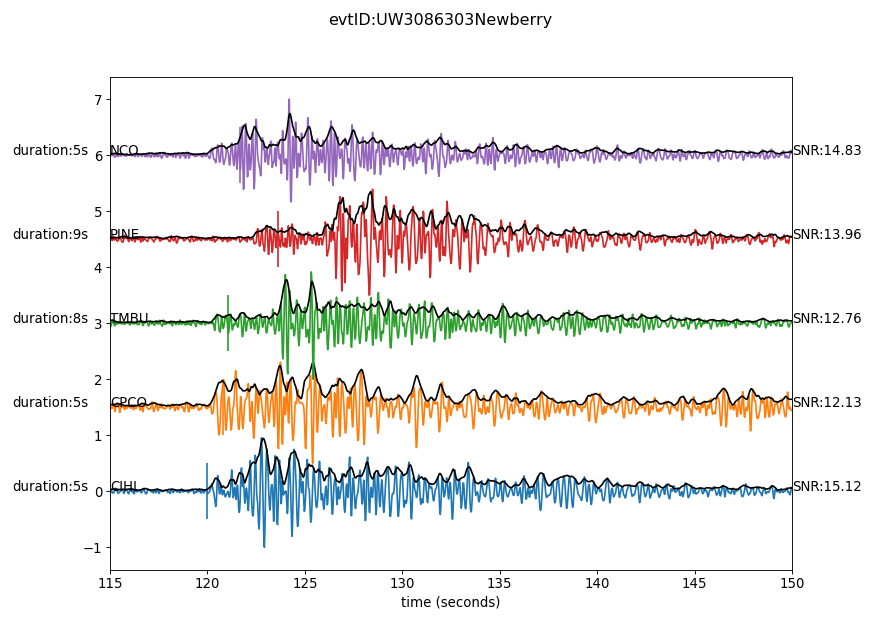 evtID:UW3086303Newberry
7
duration:5s NCO 6 SNR:14.83
5
duration:9s PINE SNR:13.96
4
duration:8s TMBU 3 SNR:12.76
2
duration:5s CPCO SNR:12.13
1
duration:5s CIHL 0 SNR:15.12
−1
115 120 125 130 135 140 145 150
time (seconds)